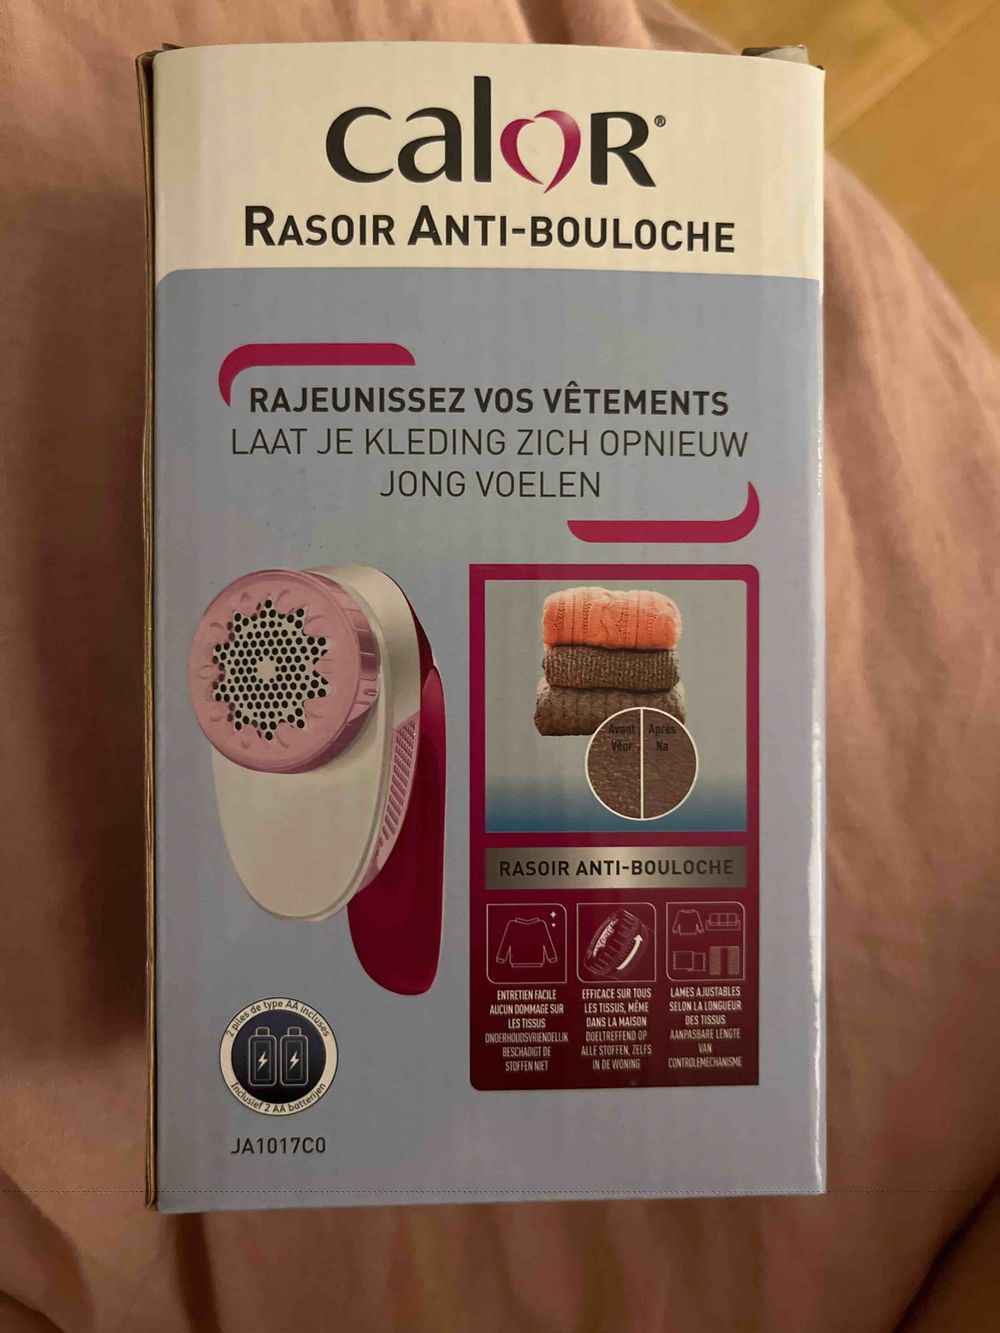 calOR®
RASOIR ANTI-BOULOCHE
RAJEUNISSEZ VOS VÊTEMENTS
LAAT JE KLEDING ZICH OPNIEUW
JONG VOELEN
Avant Après
Vóór Na
RASOIR ANTI-BOULOCHE
ENTRETIEN FACILE
AUCUN DOMMAGE SUR
LES TISSUS
ONDERHOUDSVRIENDELIJK
BESCHADIGT DE
STOFFEN NIET
EFFICACE SUR TOUS
LES TISSUS, MÊME
DANS LA MAISON
DOELTREFFEND OP
ALLE STOFFEN, ZELFS
IN DE WONING
LAMES AJUSTABLES
SELON LA LONGUEUR
DES TISSUS
AANPASBARE LENGTE
VAN
CONTROLEMECHANISME
2 piles de type AA incluses
Inclusief 2 AA batterijen
JA1017C0